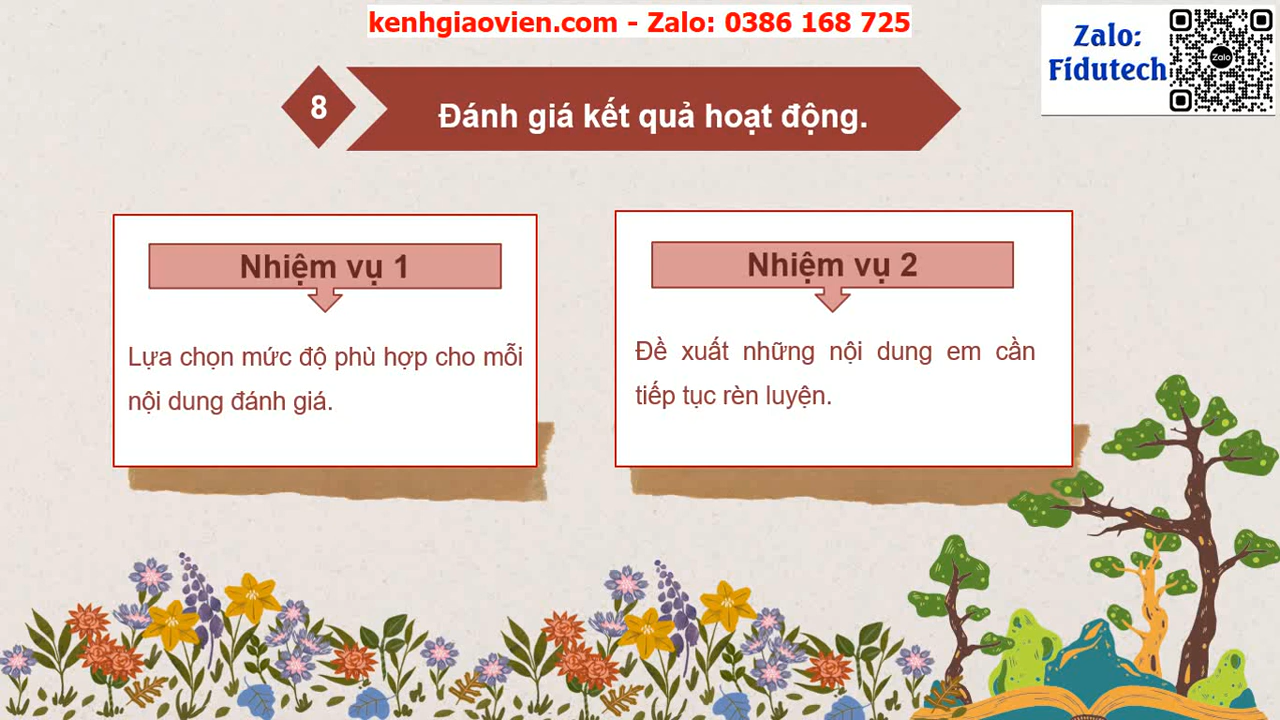 kenhgiaovien.com - Zalo: 0386 168 725
Zalo:
Fidutech
Zalo
8
Đánh giá kết quả hoạt động.
Nhiệm vụ 1
Lựa chọn mức độ phù hợp cho mỗi
nội dung đánh giá.
Nhiệm vụ 2
Đề xuất những nội dung em cần
tiếp tục rèn luyện.